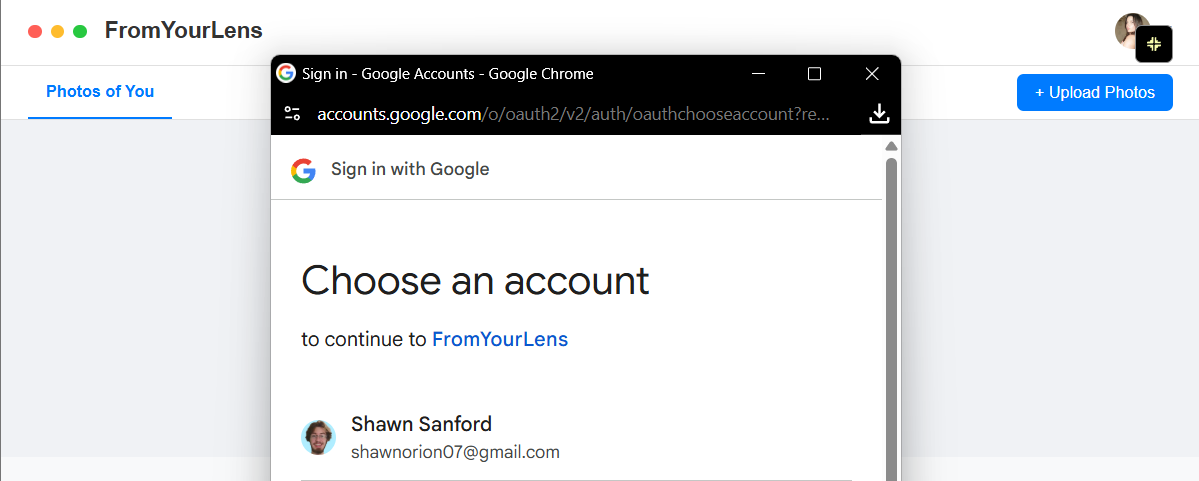 FromYourLens
Sign in - Google Accounts - Google Chrome
Photos of You
+ Upload Photos
accounts.google.com/o/oauth2/v2/auth/oauthchooseaccount?re...
Sign in with Google
Choose an account
to continue to FromYourLens
Shawn Sanford
shawnorion07@gmail.com